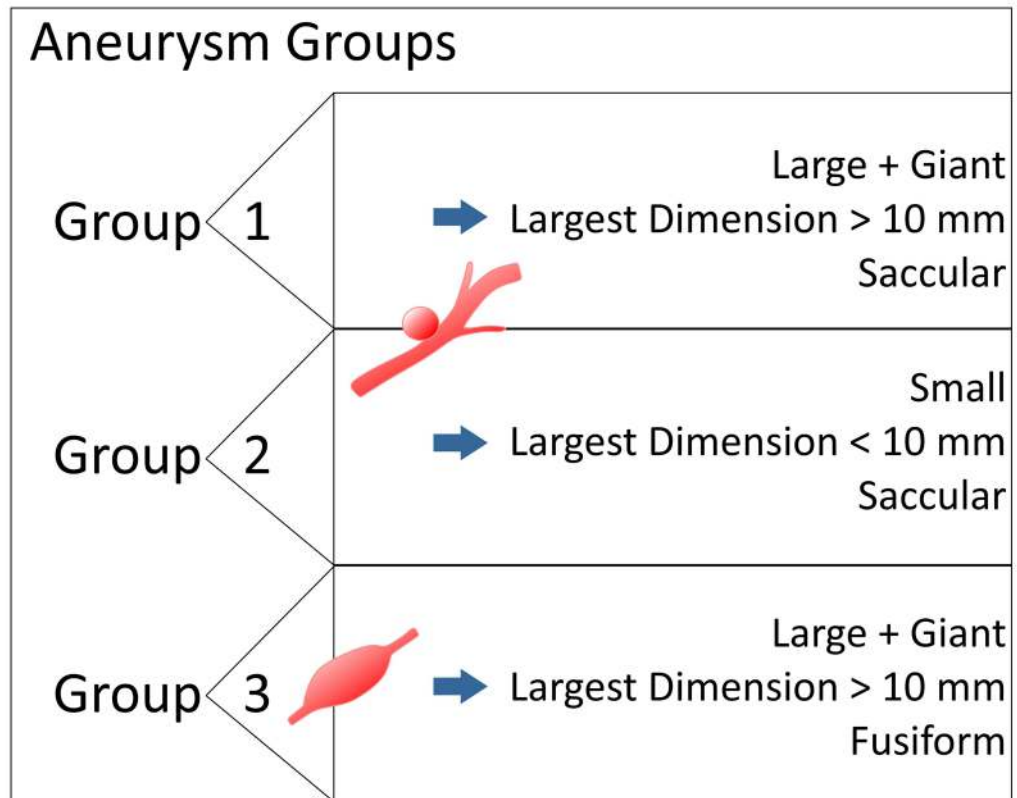 Aneurysm Groups
Group 1
Large + Giant
Largest Dimension > 10 mm
Saccular
Group 2
Small
Largest Dimension < 10 mm
Saccular
Group 3
Large + Giant
Largest Dimension > 10 mm
Fusiform